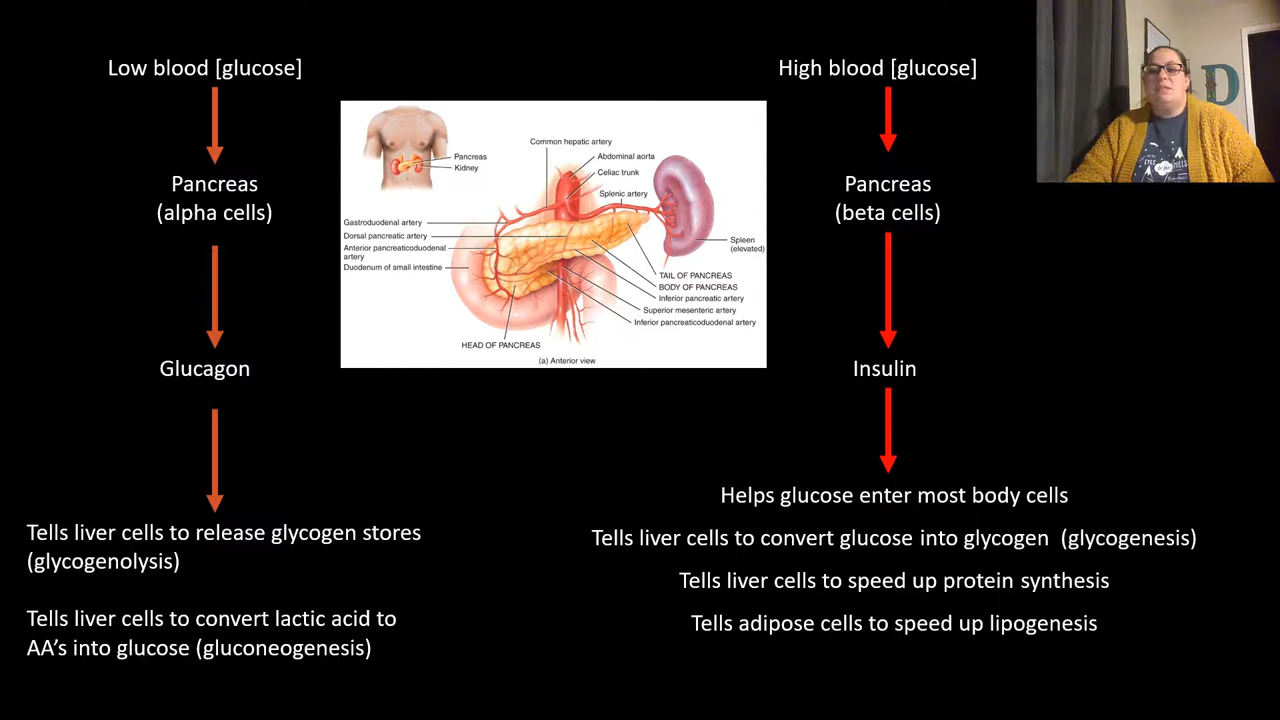 Low blood [glucose]
Pancreas
(alpha cells)
Glucagon
Tells liver cells to release glycogen stores
(glycogenolysis)
Tells liver cells to convert lactic acid to
AA's into glucose (gluconeogenesis)
Pancreas
Kidney
Common hepatic artery
Abdominal aorta
Celiac trunk
Splenic artery
Gastroduodenal artery
Dorsal pancreatic artery
Anterior pancreaticoduodenal
artery
Duodenum of small intestine
Spleen
(elevated)
TAIL OF PANCREAS
BODY OF PANCREAS
Inferior pancreatic artery
Superior mesenteric artery
Inferior pancreaticoduodenal artery
HEAD OF PANCREAS
(a) Anterior view
High blood [glucose]
Pancreas
(beta cells)
Insulin
Helps glucose enter most body cells
Tells liver cells to convert glucose into glycogen (glycogenesis)
Tells liver cells to speed up protein synthesis
Tells adipose cells to speed up lipogenesis
D